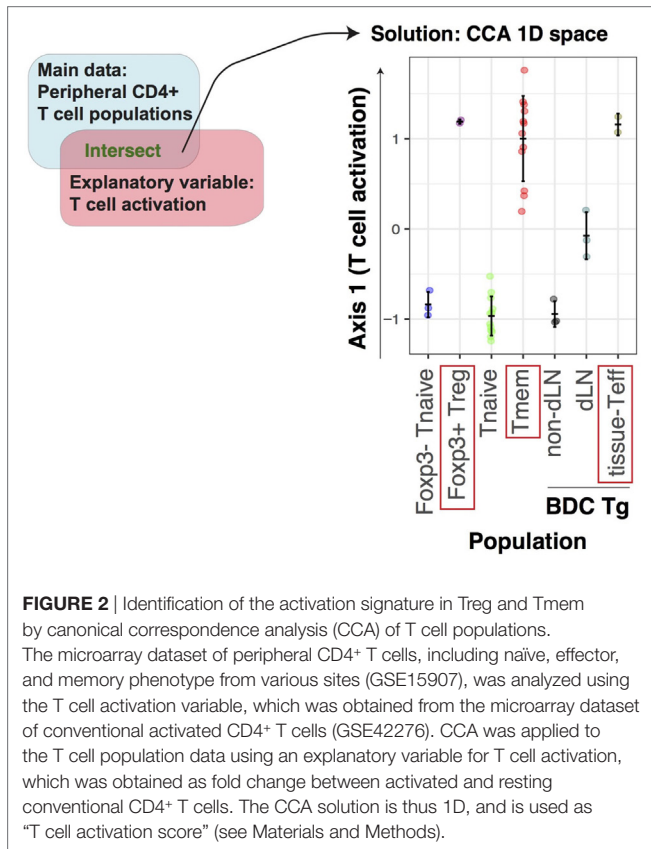 Solution: CCA 1D space
Main data:
Peripheral CD4+
T cell populations
Intersect
Explanatory variable:
T cell activation
Axis 1 (T cell activation)
1
0
−1
Foxp3- Tnaive
Foxp3+ Treg
Tnaive
Tmem
non-dLN
dLN
tissue-Teff
BDC Tg
Population
FIGURE 2 | Identification of the activation signature in Treg and Tmem
by canonical correspondence analysis (CCA) of T cell populations.
The microarray dataset of peripheral CD4⁺ T cells, including naïve, effector,
and memory phenotype from various sites (GSE15907), was analyzed using
the T cell activation variable, which was obtained from the microarray dataset
of conventional activated CD4⁺ T cells (GSE42276). CCA was applied to
the T cell population data using an explanatory variable for T cell activation,
which was obtained as fold change between activated and resting
conventional CD4⁺ T cells. The CCA solution is thus 1D, and is used as
“T cell activation score” (see Materials and Methods).